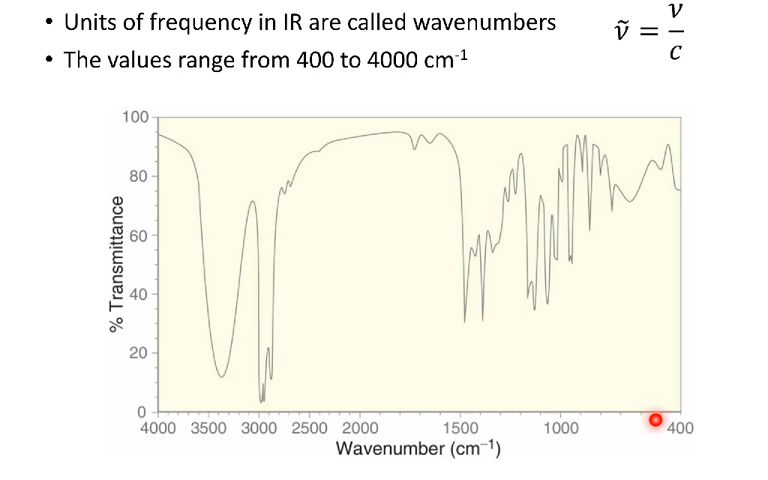 • Units of frequency in IR are called wavenumbers
ν̃ = ν / c
• The values range from 400 to 4000 cm⁻¹
100
80
60
40
20
0
% Transmittance
4000 3500 3000 2500 2000 1500 1000 400
Wavenumber (cm⁻¹)